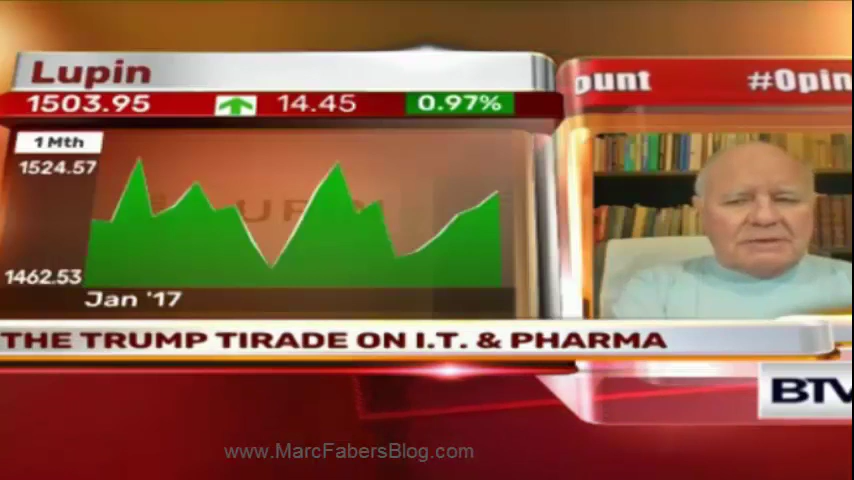 Lupin
1503.95 14.45 0.97%
1 Mth
1524.57
1462.53
Jan '17
ount #Opin
THE TRUMP TIRADE ON I.T. & PHARMA
BTV
www.MarcFabersBlog.com